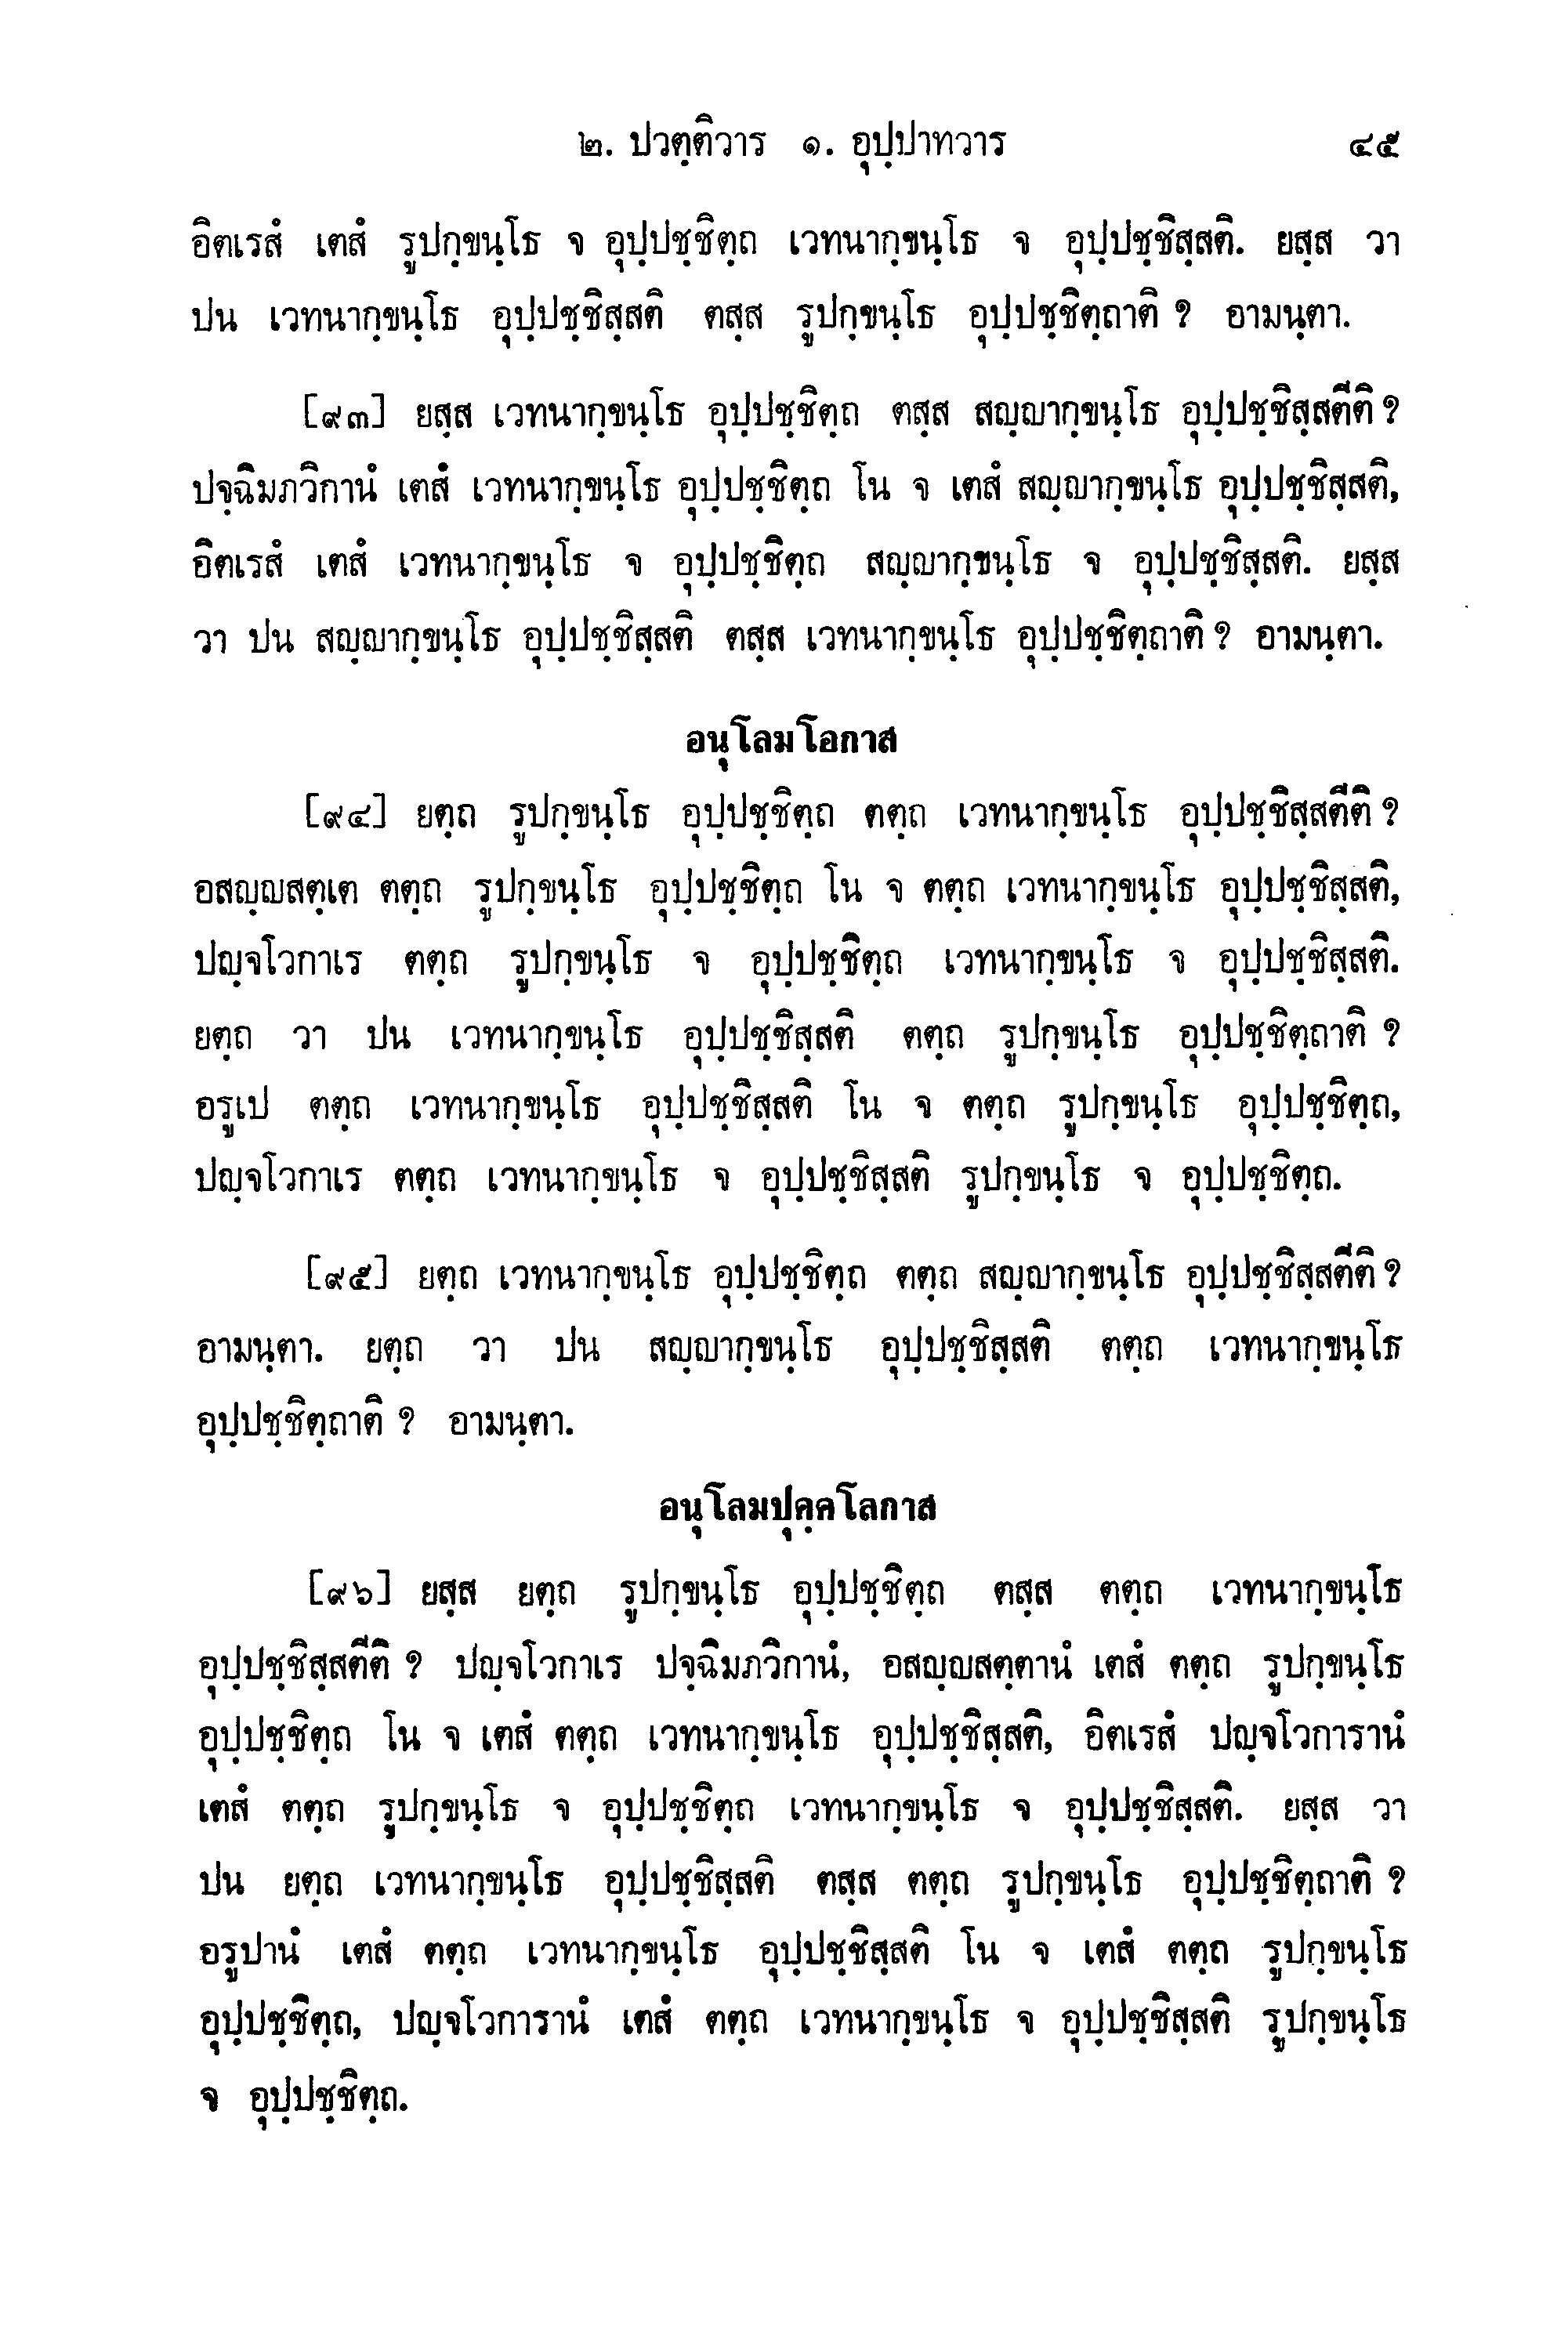 ๒. ปวตฺติวาร ๑. อุปฺปาทวาร ๔๕
อิตเรสํ เตสํ รูปกฺขนฺโธ จ อุปฺปชฺชิตฺถ เวทนากฺขนฺโธ จ อุปฺปชฺชิสฺสติ. ยสฺส วา
ปน เวทนากฺขนฺโธ อุปฺปชฺชิสฺสติ ตสฺส รูปกฺขนฺโธ อุปฺปชฺชิตฺถาติ ? อามนฺตา.
[๙๓] ยสฺส เวทนากฺขนฺโธ อุปฺปชฺชิตฺถ ตสฺส สญฺญากฺขนฺโธ อุปฺปชฺชิสฺสตีติ ?
ปจฺฉิมภวิกานํ เตสํ เวทนากฺขนฺโธ อุปฺปชฺชิตฺถ โน จ เตสํ สญฺญากฺขนฺโธ อุปฺปชฺชิสฺสติ,
อิตเรสํ เตสํ เวทนากฺขนฺโธ จ อุปฺปชฺชิตฺถ สญฺญากฺขนฺโธ จ อุปฺปชฺชิสฺสติ. ยสฺส
วา ปน สญฺญากฺขนฺโธ อุปฺปชฺชิสฺสติ ตสฺส เวทนากฺขนฺโธ อุปฺปชฺชิตฺถาติ ? อามนฺตา.
อนุโลมโอกาส
[๙๔] ยตฺถ รูปกฺขนฺโธ อุปฺปชฺชิตฺถ ตตฺถ เวทนากฺขนฺโธ อุปฺปชฺชิสฺสตีติ ?
อสญฺญสตฺเต ตตฺถ รูปกฺขนฺโธ อุปฺปชฺชิตฺถ โน จ ตตฺถ เวทนากฺขนฺโธ อุปฺปชฺชิสฺสติ,
ปญฺจโวกาเร ตตฺถ รูปกฺขนฺโธ จ อุปฺปชฺชิตฺถ เวทนากฺขนฺโธ จ อุปฺปชฺชิสฺสติ.
ยตฺถ วา ปน เวทนากฺขนฺโธ อุปฺปชฺชิสฺสติ ตตฺถ รูปกฺขนฺโธ อุปฺปชฺชิตฺถาติ ?
อรูเป ตตฺถ เวทนากฺขนฺโธ อุปฺปชฺชิสฺสติ โน จ ตตฺถ รูปกฺขนฺโธ อุปฺปชฺชิตฺถ,
ปญฺจโวกาเร ตตฺถ เวทนากฺขนฺโธ จ อุปฺปชฺชิสฺสติ รูปกฺขนฺโธ จ อุปฺปชฺชิตฺถ.
[๙๕] ยตฺถ เวทนากฺขนฺโธ อุปฺปชฺชิตฺถ ตตฺถ สญฺญากฺขนฺโธ อุปฺปชฺชิสฺสตีติ ?
อามนฺตา. ยตฺถ วา ปน สญฺญากฺขนฺโธ อุปฺปชฺชิสฺสติ ตตฺถ เวทนากฺขนฺโธ
อุปฺปชฺชิตฺถาติ ? อามนฺตา.
อนุโลมปุคฺคโลกาส
[๙๖] ยสฺส ยตฺถ รูปกฺขนฺโธ อุปฺปชฺชิตฺถ ตสฺส ตตฺถ เวทนากฺขนฺโธ
อุปฺปชฺชิสฺสตีติ ? ปญฺจโวกาเร ปจฺฉิมภวิกานํ, อสญฺญสตฺตานํ เตสํ ตตฺถ รูปกฺขนฺโธ
อุปฺปชฺชิตฺถ โน จ เตสํ ตตฺถ เวทนากฺขนฺโธ อุปฺปชฺชิสฺสติ, อิตเรสํ ปญฺจโวการานํ
เตสํ ตตฺถ รูปกฺขนฺโธ จ อุปฺปชฺชิตฺถ เวทนากฺขนฺโธ จ อุปฺปชฺชิสฺสติ. ยสฺส วา
ปน ยตฺถ เวทนากฺขนฺโธ อุปฺปชฺชิสฺสติ ตสฺส ตตฺถ รูปกฺขนฺโธ อุปฺปชฺชิตฺถาติ ?
อรูปานํ เตสํ ตตฺถ เวทนากฺขนฺโธ อุปฺปชฺชิสฺสติ โน จ เตสํ ตตฺถ รูปกฺขนฺโธ
อุปฺปชฺชิตฺถ, ปญฺจโวการานํ เตสํ ตตฺถ เวทนากฺขนฺโธ จ อุปฺปชฺชิสฺสติ รูปกฺขนฺโธ
จ อุปฺปชฺชิตฺถ.